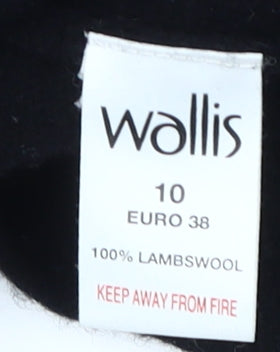 wallis
10
EURO 38
100% LAMBSWOOL
KEEP AWAY FROM FIRE